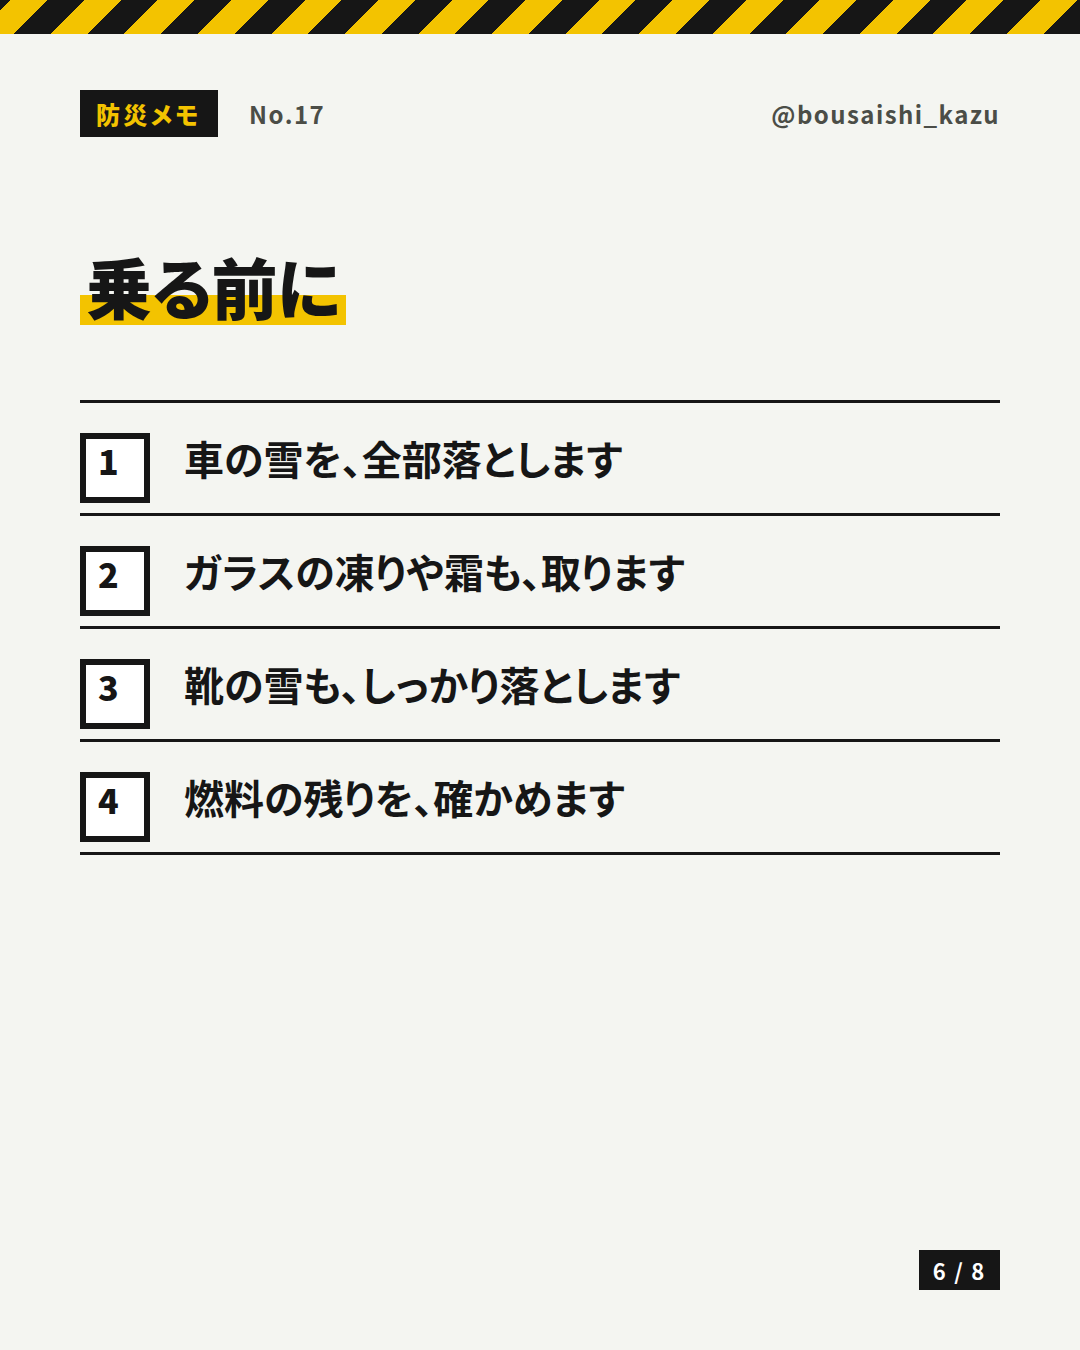 防災メモ No.17 @bousaishi_kazu
乗る前に
1 車の雪を、全部落とします
2 ガラスの凍りや霜も、取ります
3 靴の雪も、しっかり落とします
4 燃料の残りを、確かめます
6 / 8